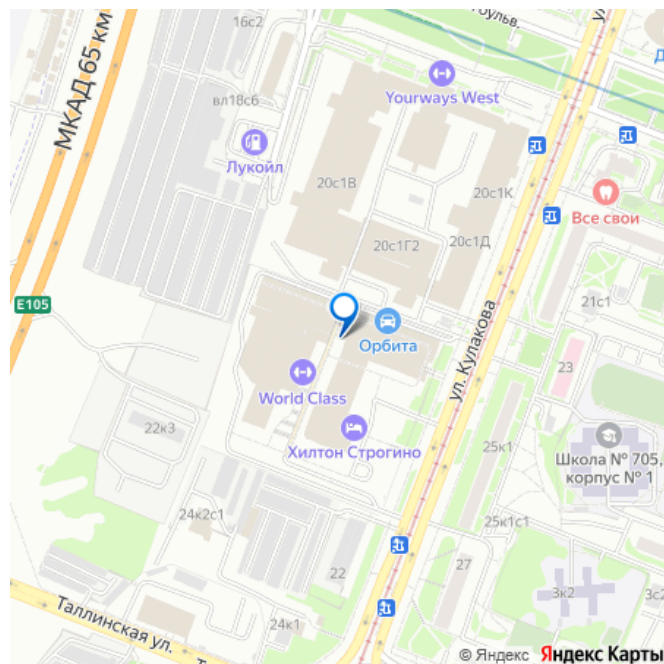 16с2
оульв.
МКАД 65 км
вл18с6
Yourways West
Лукойл
20с1В
20с1К
Все свои
20с1Г2
20с1Д
E105
Орбита
ул. Кулакова
21с1
23
World Class
22к3
Хилтон Строгино
25к1
Школа № 705,
корпус № 1
24к2с1
25к1с1
22
27
3к2
3с2
Таллинская ул.
24к1
© Яндекс Яндекс Карты